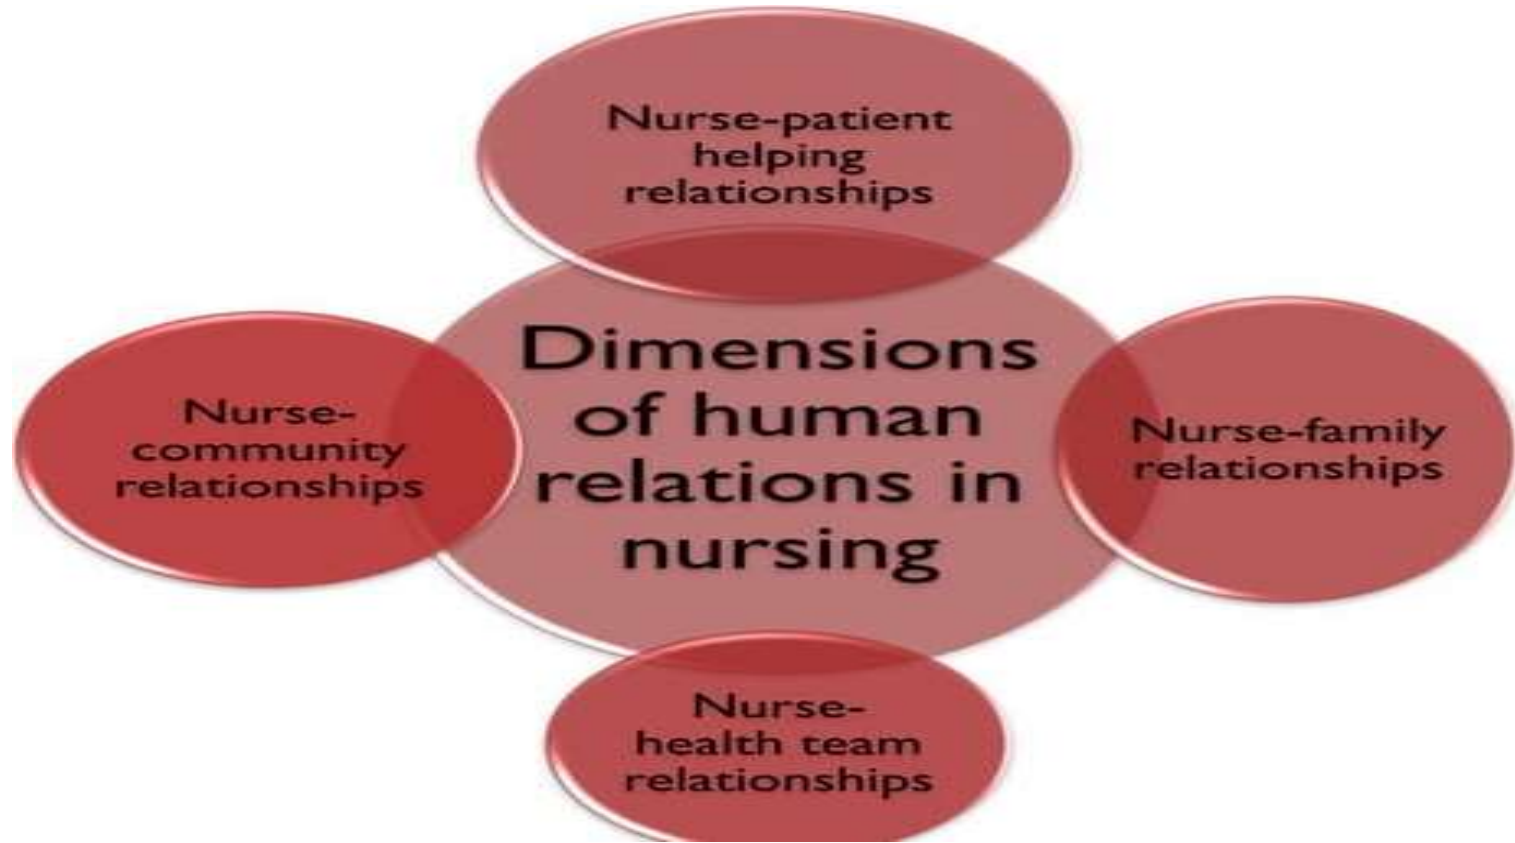 Nurse-patient
helping
relationships
Dimensions
of human
relations in
nursing
Nurse-
community
relationships
Nurse-family
relationships
Nurse-
health team
relationships